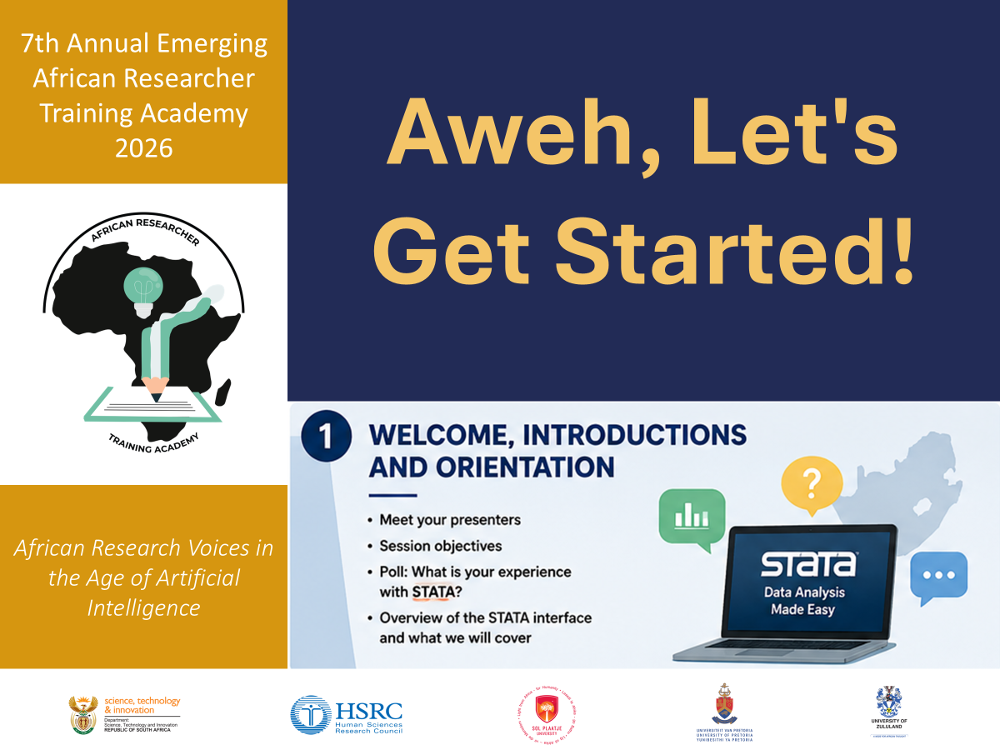 7th Annual Emerging
African Researcher
Training Academy
2026
AFRICAN RESEARCHER
TRAINING ACADEMY
African Research Voices in
the Age of Artificial
Intelligence
Aweh, Let's
Get Started!
1
WELCOME, INTRODUCTIONS
AND ORIENTATION
• Meet your presenters
• Session objectives
• Poll: What is your experience
with STATA?
• Overview of the STATA interface
and what we will cover
?
STATA
Data Analysis
Made Easy
science, technology
& innovation
Department:
Science, Technology and Innovation
REPUBLIC OF SOUTH AFRICA
HSRC
Human Sciences
Research Council
SOL PLAATJE
UNIVERSITY
UNIVERSITEIT VAN PRETORIA
UNIVERSITY OF PRETORIA
YUNIBESITHI YA PRETORIA
UNIVERSITY OF
ZULULAND